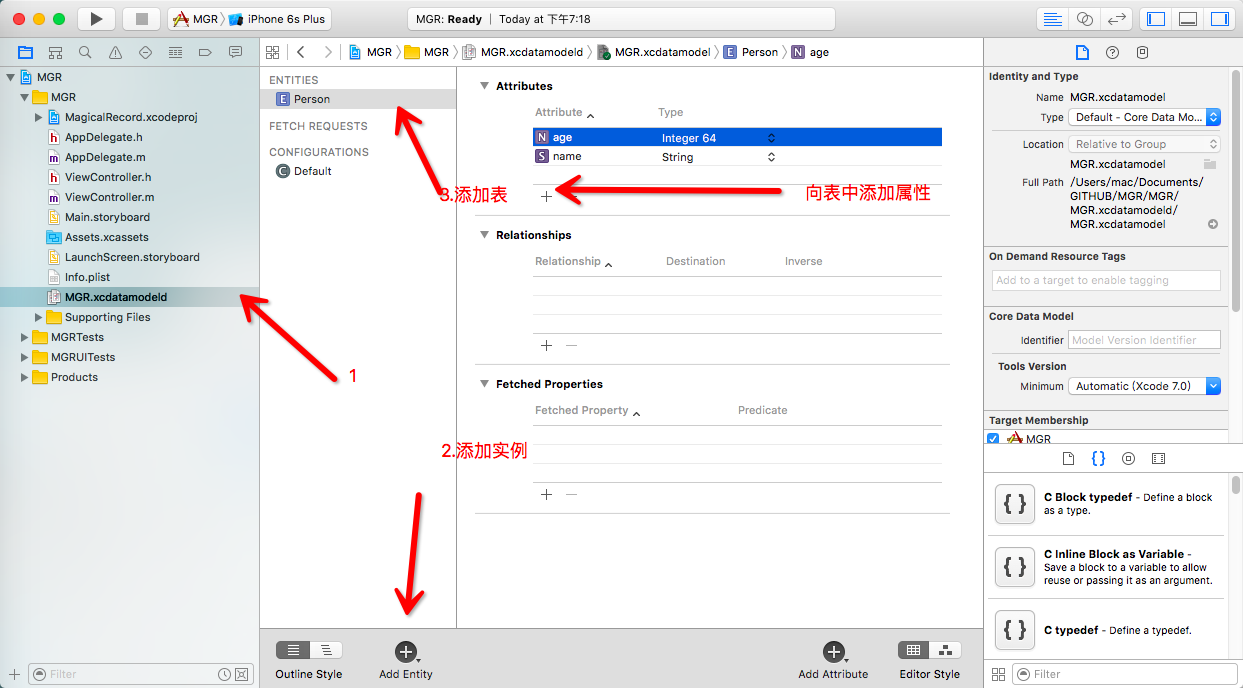 MGR
iPhone 6s Plus
MGR: Ready
Today at 下午7:18
MGR
MGR
MGR.xcdatamodeld
MGR.xcdatamodel
E Person
N age
MGR
MGR
MagicalRecord.xcodeproj
h AppDelegate.h
m AppDelegate.m
h ViewController.h
m ViewController.m
Main.storyboard
Assets.xcassets
LaunchScreen.storyboard
Info.plist
MGR.xcdatamodeld
Supporting Files
MGRTests
MGRUITests
Products
Filter
ENTITIES
E Person
FETCH REQUESTS
CONFIGURATIONS
C Default
1
2.添加实例
3.添加表
向表中添加属性
Attributes
Attribute Type
N age Integer 64
S name String
Relationships
Relationship Destination Inverse
Fetched Properties
Fetched Property Predicate
Outline Style
Add Entity
Add Attribute
Editor Style
Identity and Type
Name MGR.xcdatamodel
Type Default - Core Data Mo...
Location Relative to Group
MGR.xcdatamodel
Full Path /Users/mac/Documents/
GITHUB/MGR/MGR/
MGR.xcdatamodeld/
MGR.xcdatamodel
On Demand Resource Tags
Add to a target to enable tagging
Core Data Model
Identifier Model Version Identifier
Tools Version
Minimum Automatic (Xcode 7.0)
Target Membership
MGR
{ }
{ } C Block typedef - Define a block
as a type.
{ } C Inline Block as Variable -
Save a block to a variable to allow
reuse or passing it as an argument.
{ } C typedef - Define a typedef.
Filter